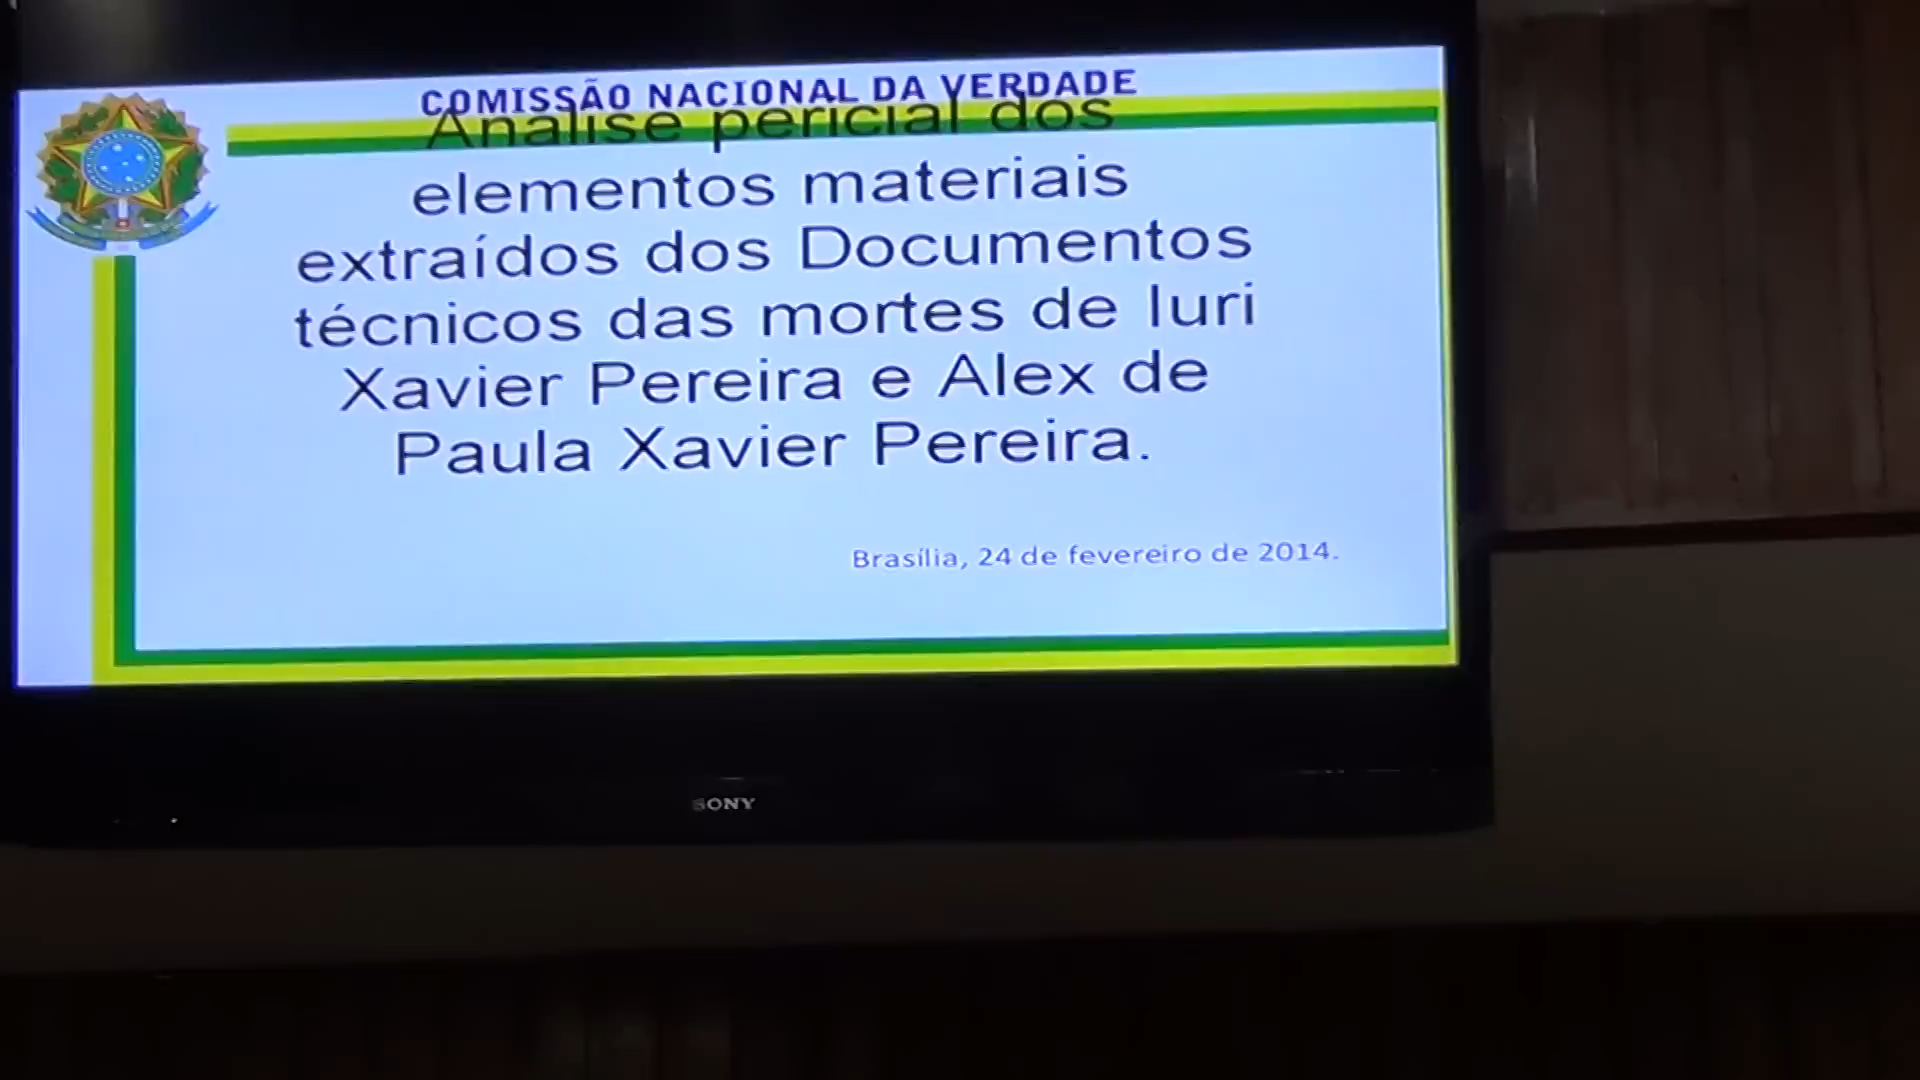 COMISSÃO NACIONAL DA VERDADE
Análise pericial dos
elementos materiais
extraídos dos Documentos
técnicos das mortes de Iuri
Xavier Pereira e Alex de
Paula Xavier Pereira.
Brasília, 24 de fevereiro de 2014.
SONY